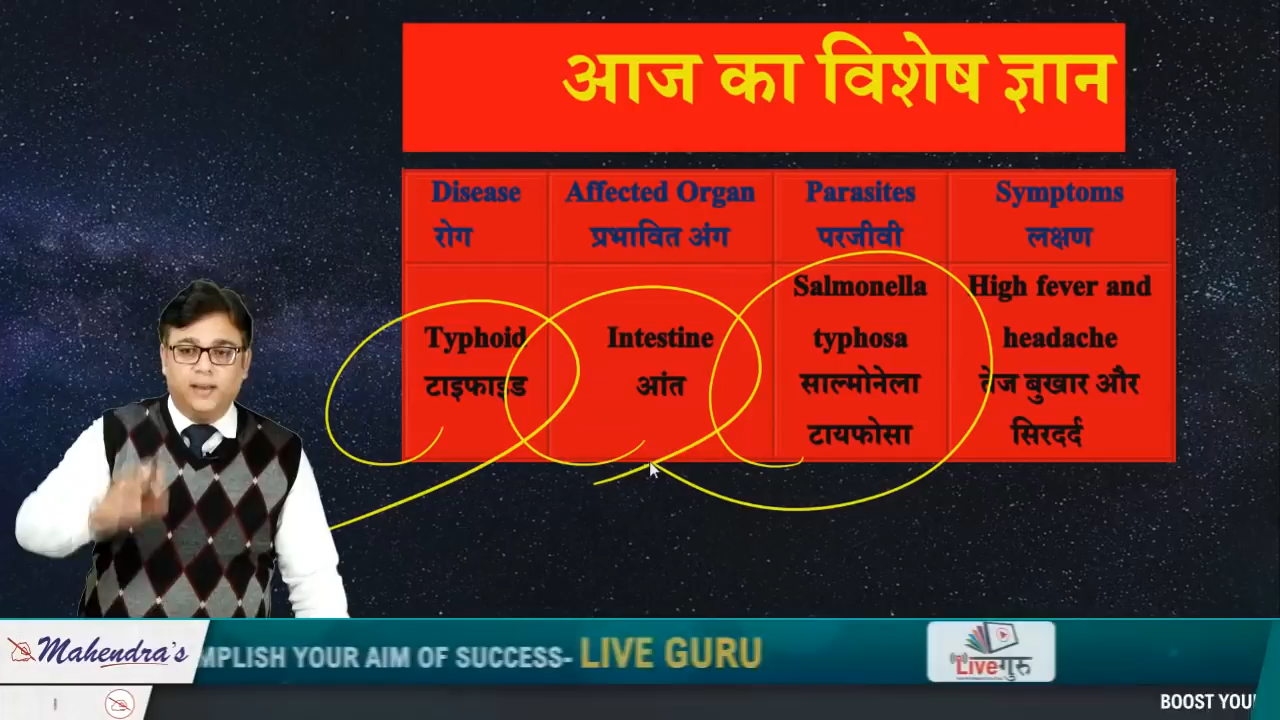 आज का विशेष ज्ञान
Disease
रोग
Affected Organ
प्रभावित अंग
Parasites
परजीवी
Symptoms
लक्षण
Typhoid
टाइफाइड
Intestine
आंत
Salmonella
typhosa
साल्मोनेला
टायफोसा
High fever and
headache
तेज बुखार और
सिरदर्द
Mahendra's
MPLISH YOUR AIM OF SUCCESS- LIVE GURU
Liveगुरु
BOOST YOU